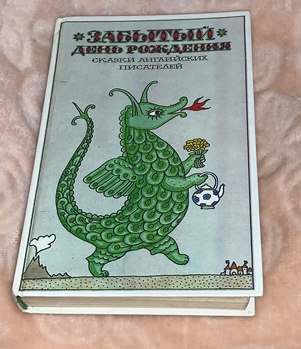 ЗАБЫТЫЙ
ДЕНЬ РОЖДЕНИЯ
СКАЗКИ АНГЛИЙСКИХ
ПИСАТЕЛЕЙ